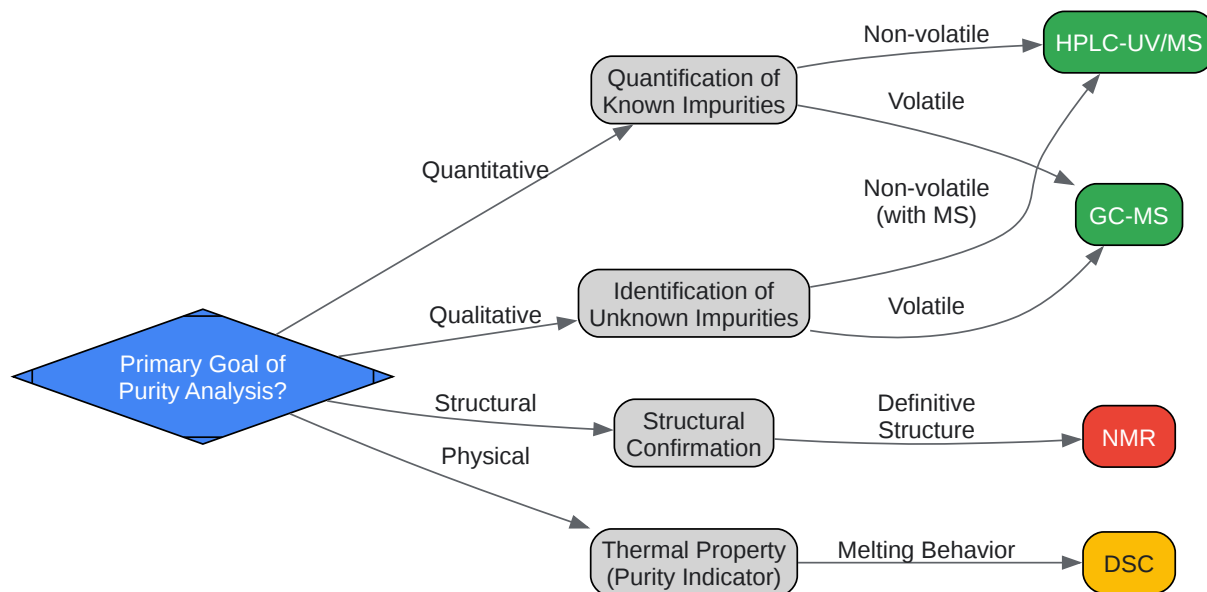 Primary Goal of
Purity Analysis?
Quantitative
Qualitative
Structural
Physical
Quantification of
Known Impurities
Identification of
Unknown Impurities
Structural
Confirmation
Thermal Property
(Purity Indicator)
Non-volatile
Volatile
Non-volatile
(with MS)
Volatile
Definitive
Structure
Melting Behavior
HPLC-UV/MS
GC-MS
NMR
DSC